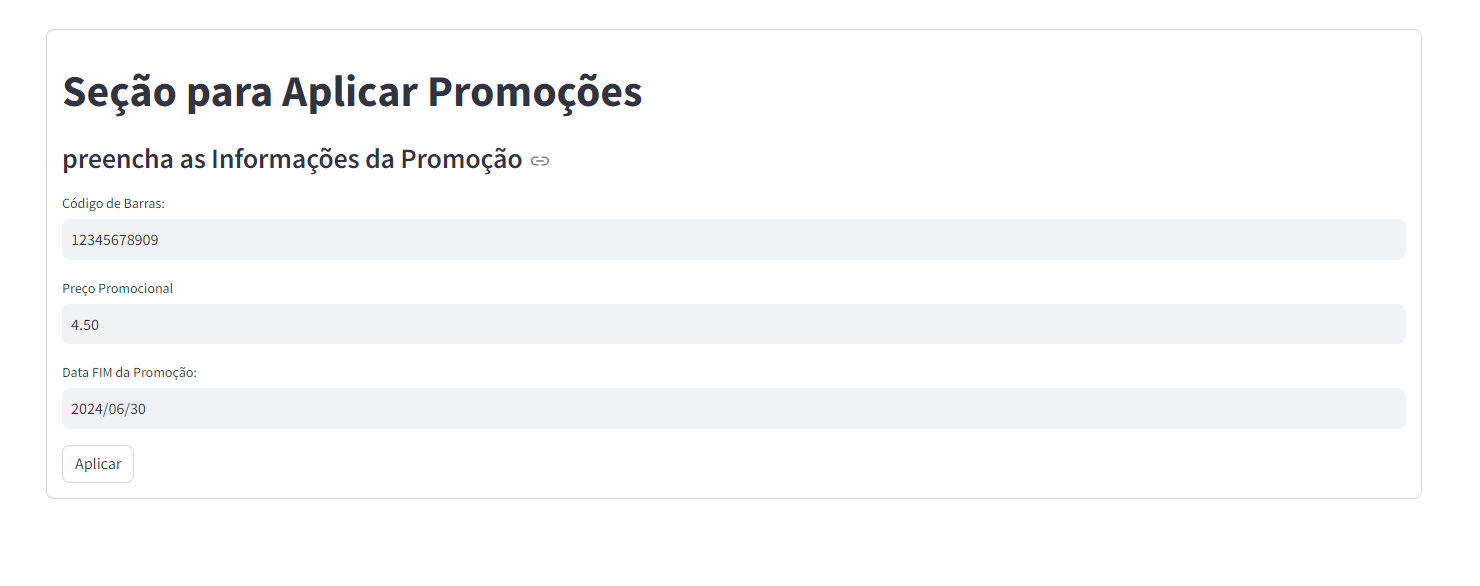 Seção para Aplicar Promoções
preencha as Informações da Promoção
Código de Barras:
12345678909
Preço Promocional
4.50
Data FIM da Promoção:
2024/06/30
Aplicar